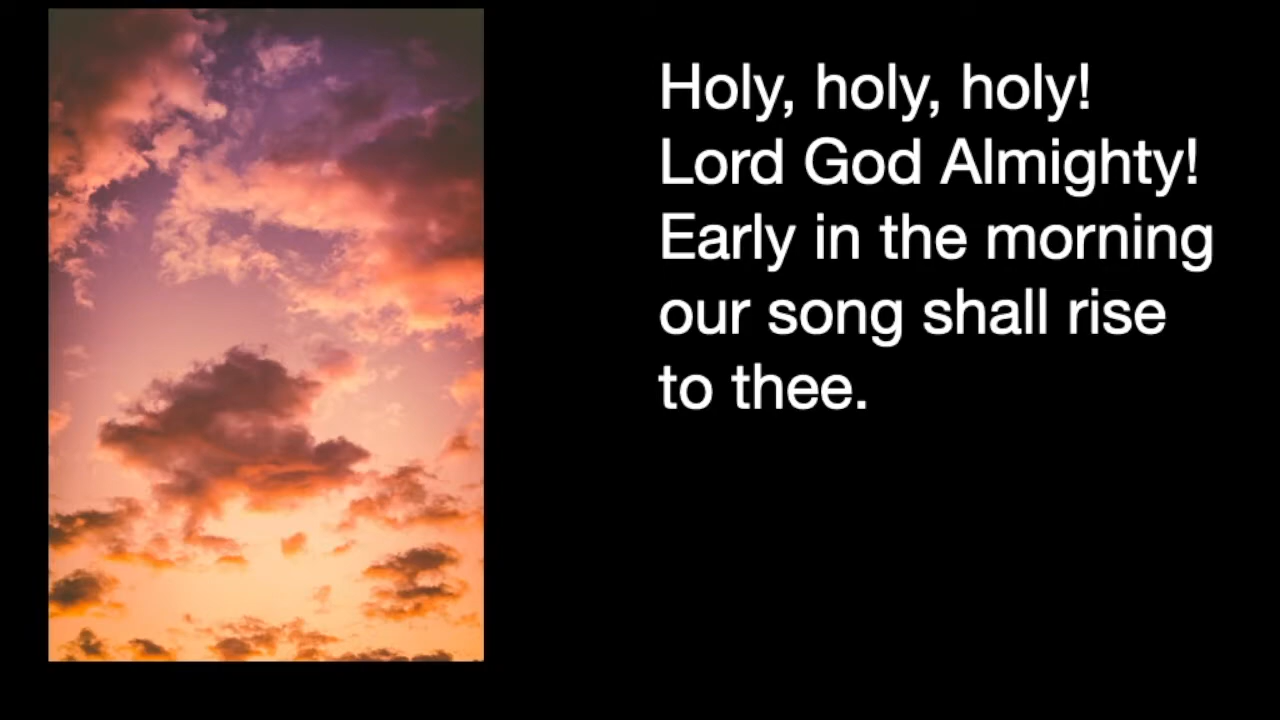 Holy, holy, holy!
Lord God Almighty!
Early in the morning
our song shall rise
to thee.